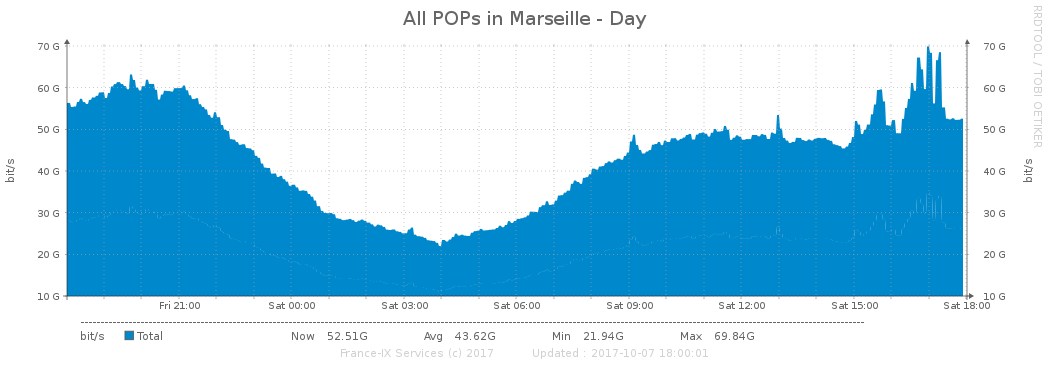 All POPs in Marseille - Day
RRDTOOL / TOBI OETIKER
70 G 70 G
60 G 60 G
50 G 50 G
40 G 40 G
30 G 30 G
20 G 20 G
10 G 10 G
bit/s
bit/s
Fri 21:00 Sat 00:00 Sat 03:00 Sat 06:00 Sat 09:00 Sat 12:00 Sat 15:00 Sat 18:00
bit/s Total Now 52.51G Avg 43.62G Min 21.94G Max 69.84G
France-IX Services (c) 2017 Updated : 2017-10-07 18:00:01